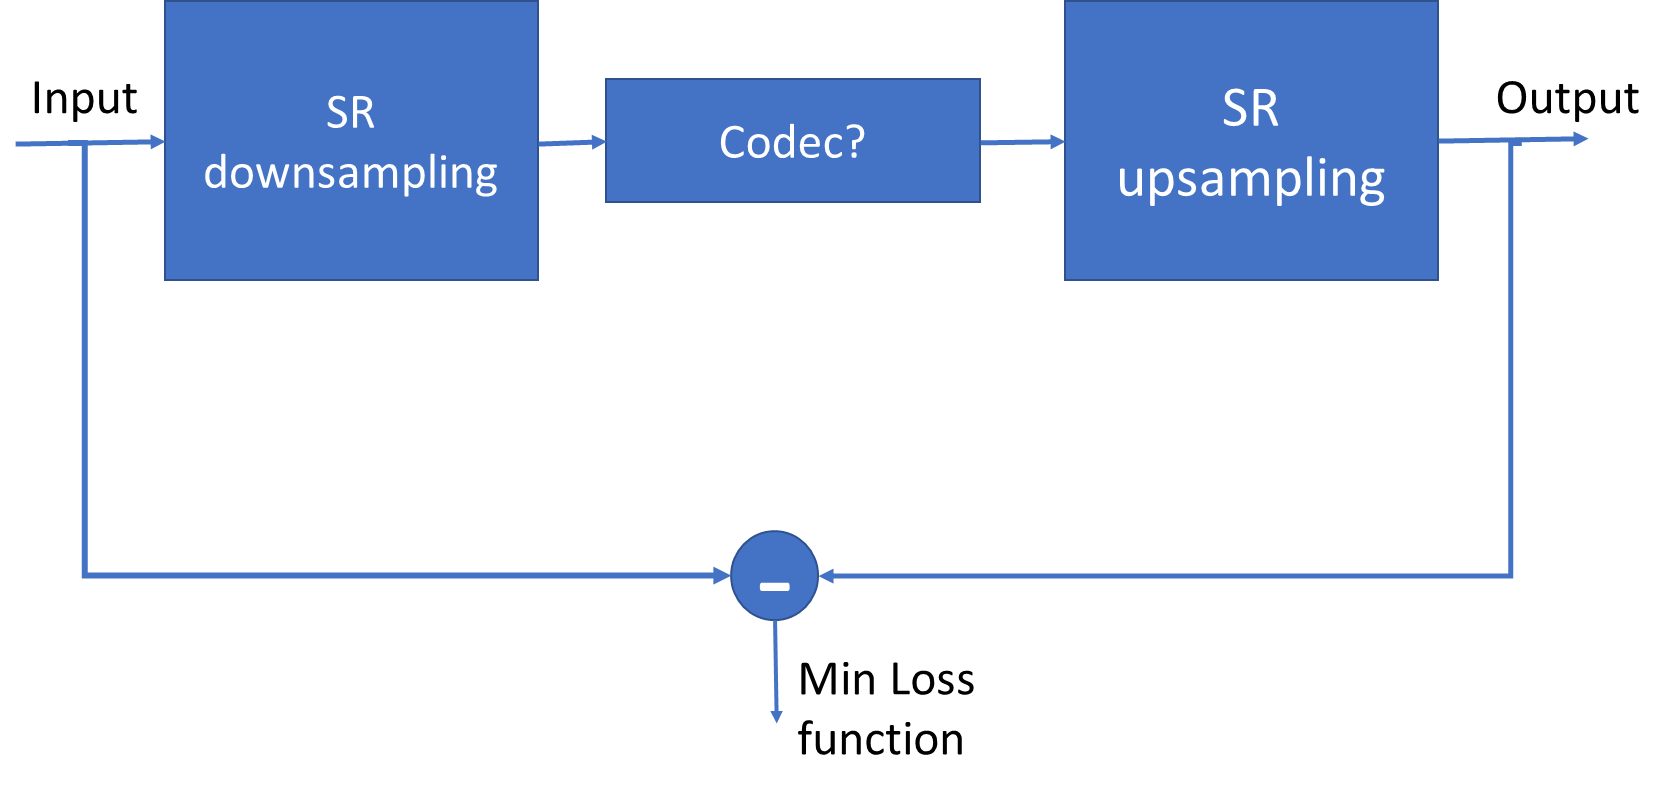 Input
SR
downsampling
Codec?
SR
upsampling
Output
-
Min Loss
function